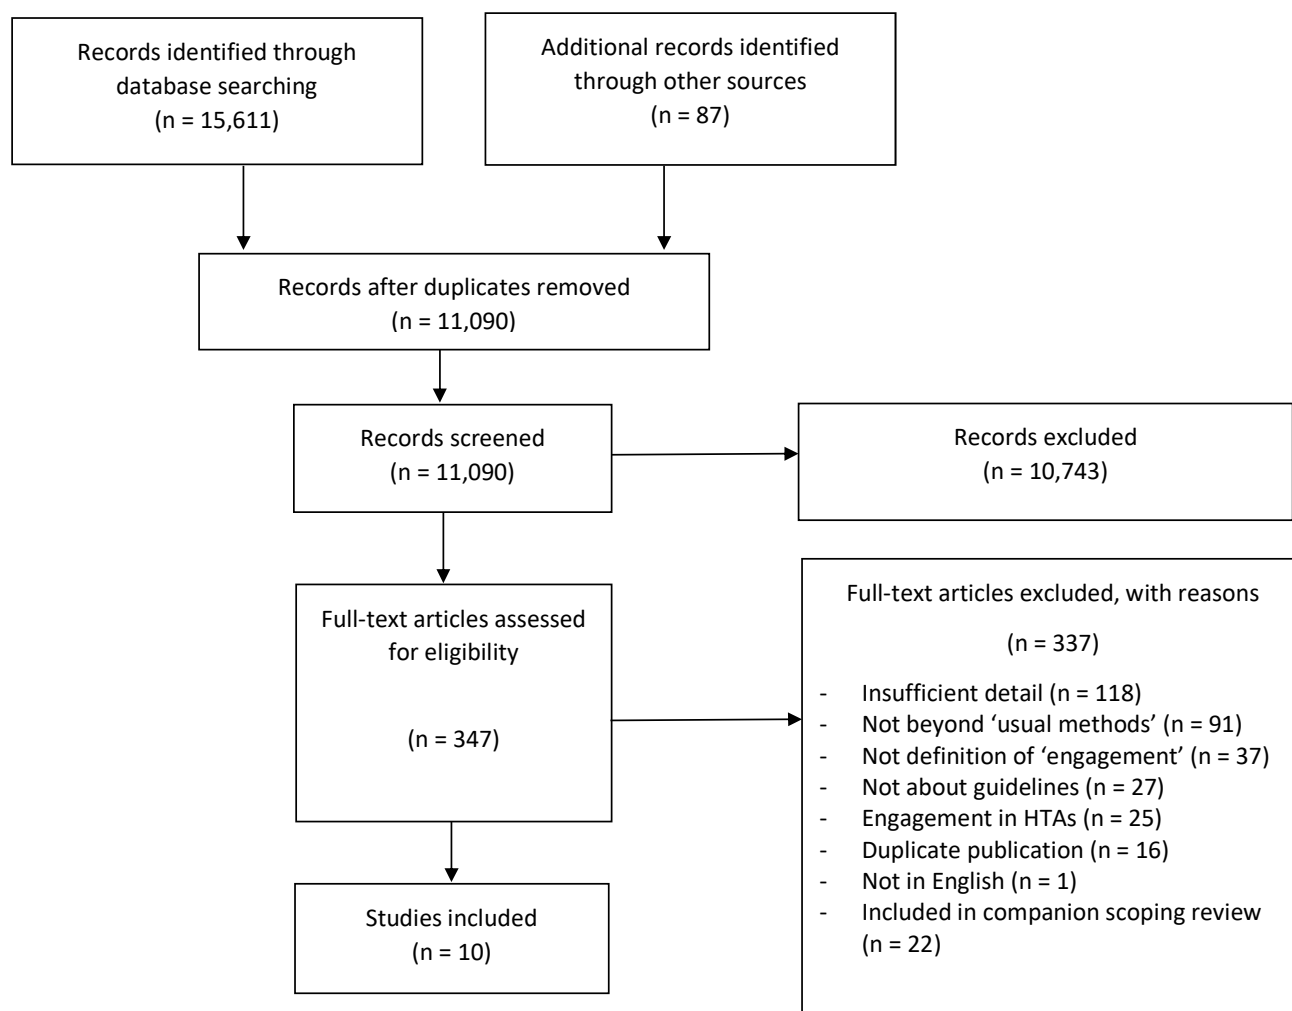 Records identified through
database searching
(n = 15,611)
Additional records identified
through other sources
(n = 87)
Records after duplicates removed
(n = 11,090)
Records screened
(n = 11,090)
Records excluded
(n = 10,743)
Full-text articles assessed
for eligibility
(n = 347)
Full-text articles excluded, with reasons
(n = 337)
- Insufficient detail (n = 118)
- Not beyond ‘usual methods’ (n = 91)
- Not definition of ‘engagement’ (n = 37)
- Not about guidelines (n = 27)
- Engagement in HTAs (n = 25)
- Duplicate publication (n = 16)
- Not in English (n = 1)
- Included in companion scoping review
(n = 22)
Studies included
(n = 10)